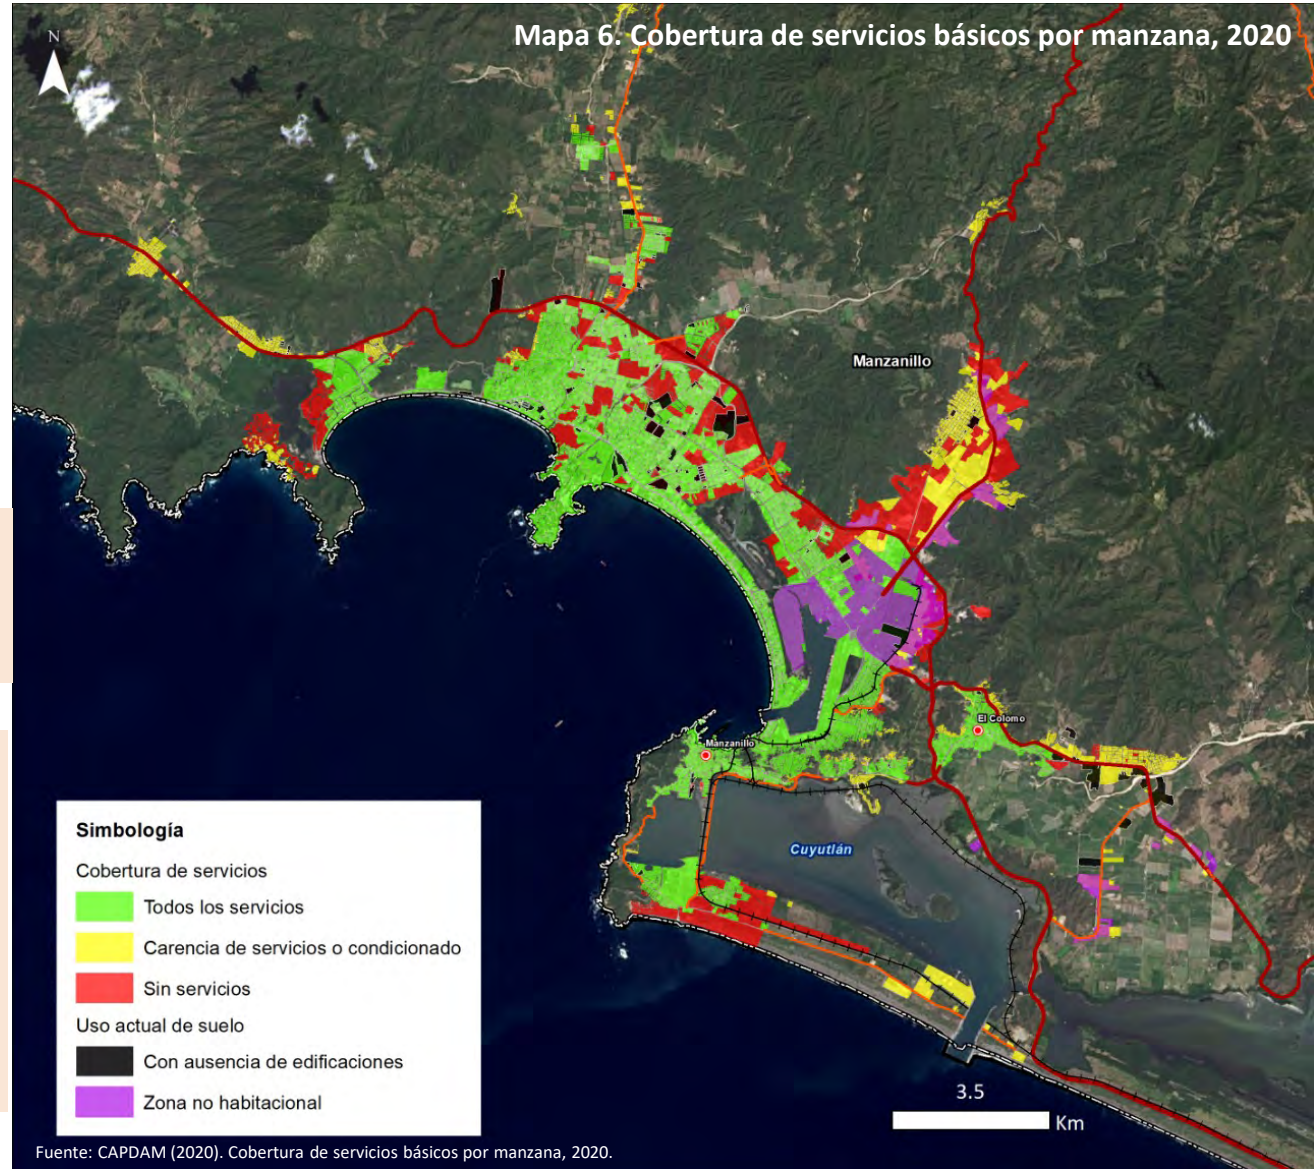 Mapa 6. Cobertura de servicios básicos por manzana, 2020
N
Manzanillo
El Colomo
Manzanillo
Cuyutlán
Simbología
Cobertura de servicios
Todos los servicios
Carencia de servicios o condicionado
Sin servicios
Uso actual de suelo
Con ausencia de edificaciones
Zona no habitacional
3.5
Km
Fuente: CAPDAM (2020). Cobertura de servicios básicos por manzana, 2020.